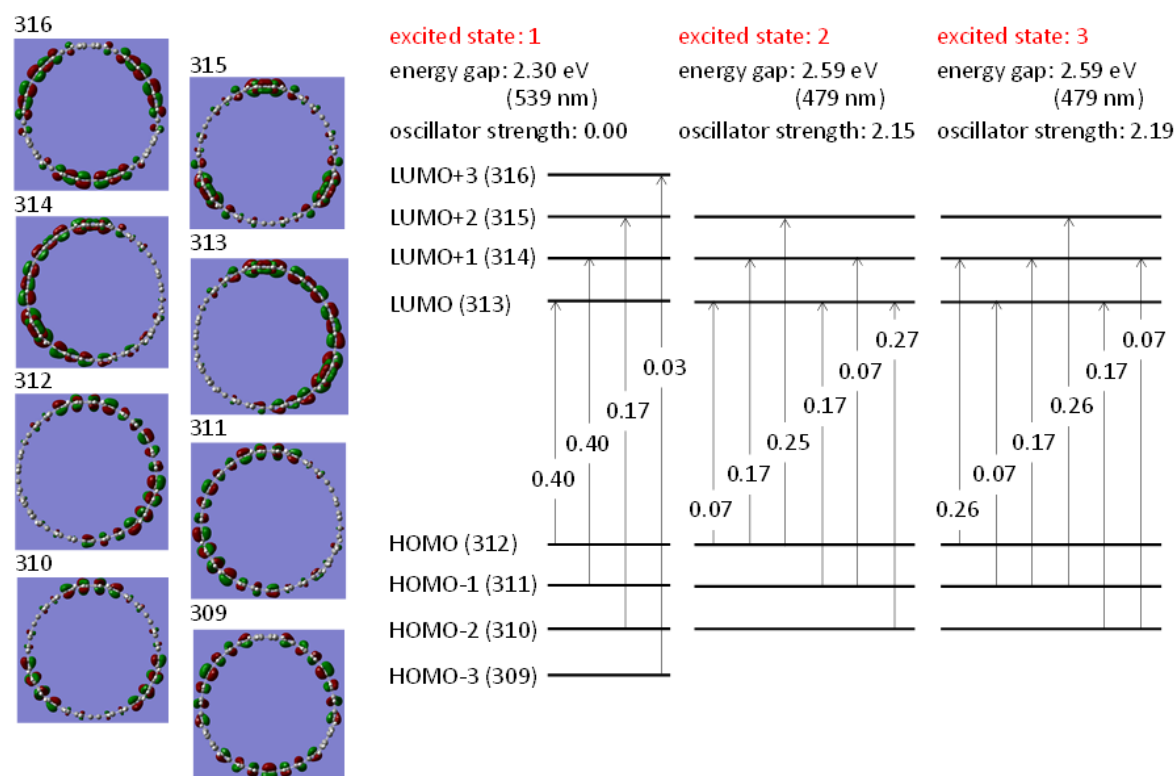 316
315
314
313
312
311
310
309
excited state: 1
energy gap: 2.30 eV
(539 nm)
oscillator strength: 0.00
excited state: 2
energy gap: 2.59 eV
(479 nm)
oscillator strength: 2.15
excited state: 3
energy gap: 2.59 eV
(479 nm)
oscillator strength: 2.19
LUMO+3 (316)
LUMO+2 (315)
LUMO+1 (314)
LUMO (313)
0.03
0.17
0.40
0.40
0.27
0.07
0.17
0.25
0.17
0.07
0.07
0.17
0.26
0.17
0.07
0.26
HOMO (312)
HOMO-1 (311)
HOMO-2 (310)
HOMO-3 (309)